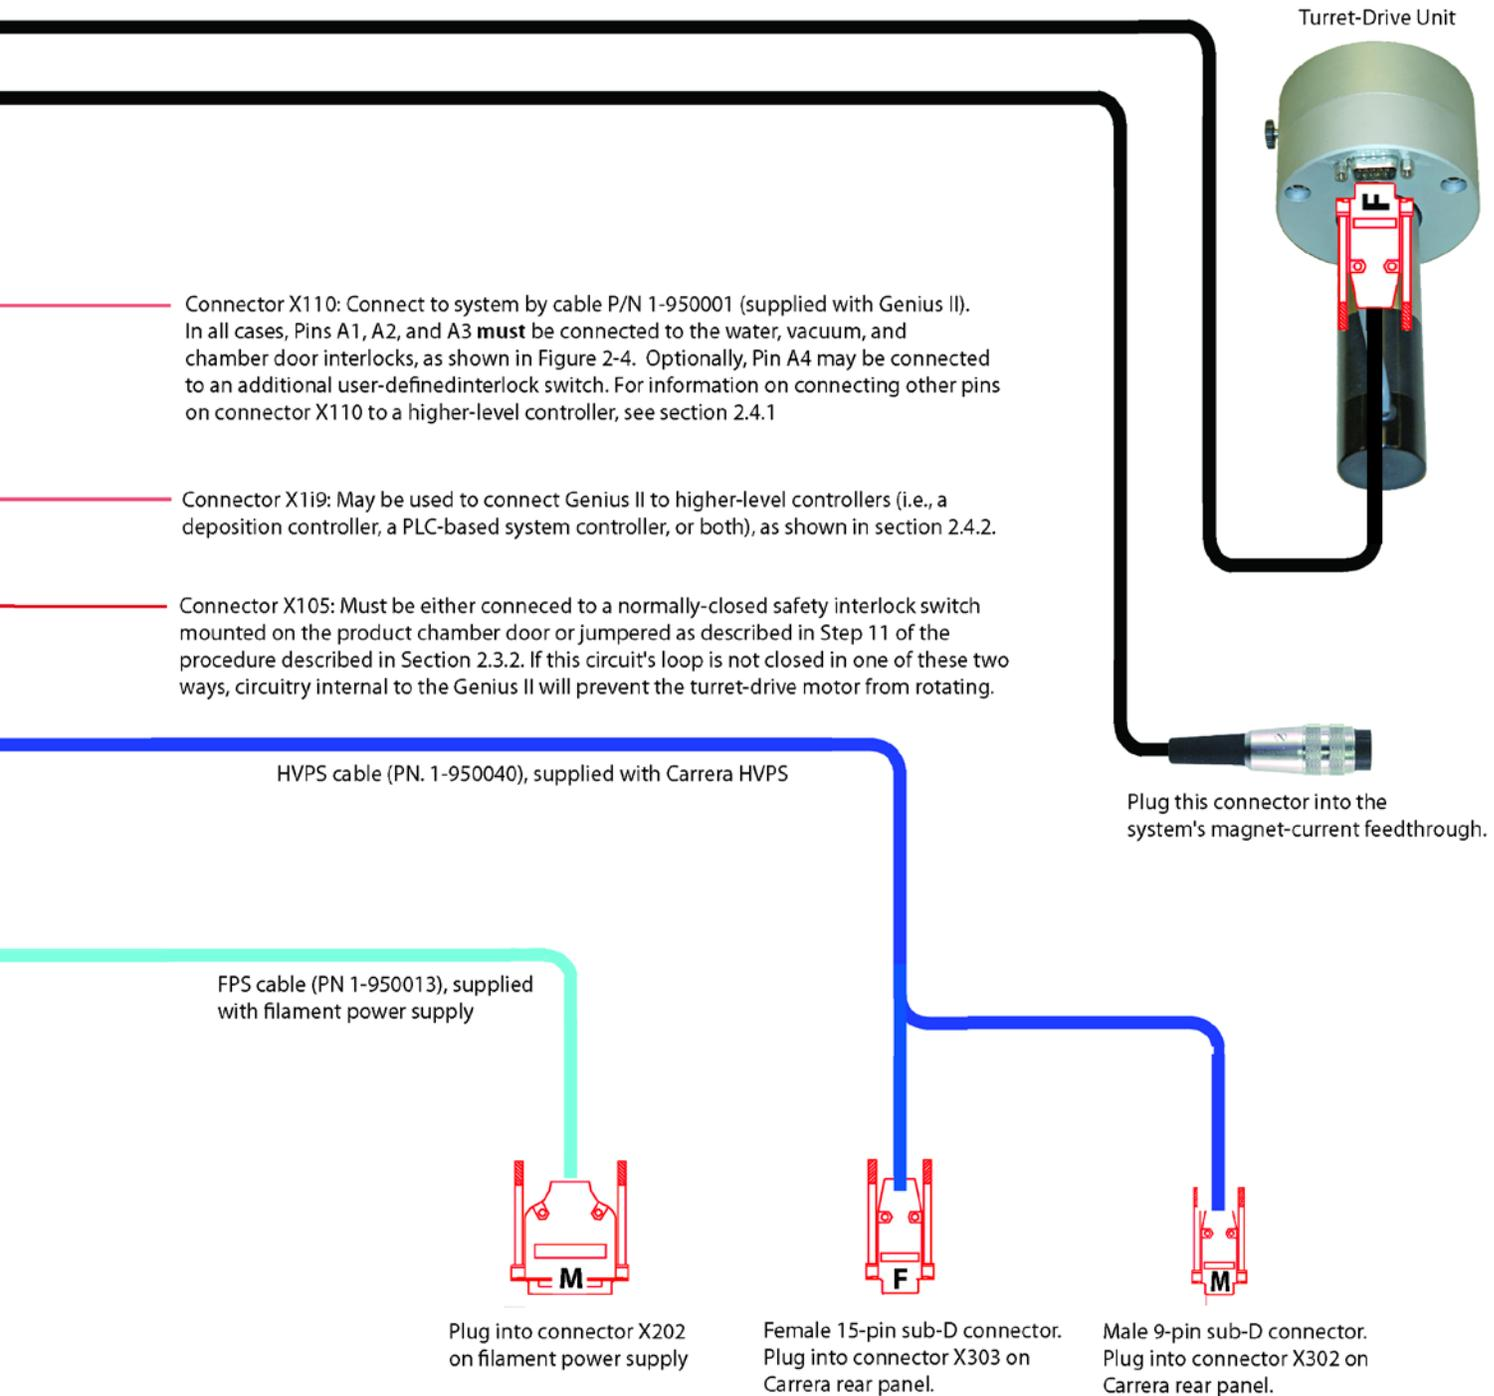 Turret-Drive Unit
F
Connector X110: Connect to system by cable P/N 1-950001 (supplied with Genius II).
In all cases, Pins A1, A2, and A3 must be connected to the water, vacuum, and
chamber door interlocks, as shown in Figure 2-4. Optionally, Pin A4 may be connected
to an additional user-definedinterlock switch. For information on connecting other pins
on connector X110 to a higher-level controller, see section 2.4.1
Connector X1i9: May be used to connect Genius II to higher-level controllers (i.e., a
deposition controller, a PLC-based system controller, or both), as shown in section 2.4.2.
Connector X105: Must be either conneced to a normally-closed safety interlock switch
mounted on the product chamber door or jumpered as described in Step 11 of the
procedure described in Section 2.3.2. If this circuit's loop is not closed in one of these two
ways, circuitry internal to the Genius II will prevent the turret-drive motor from rotating.
HVPS cable (PN. 1-950040), supplied with Carrera HVPS
Plug this connector into the
system's magnet-current feedthrough.
FPS cable (PN 1-950013), supplied
with filament power supply
M
F
M
Plug into connector X202
on filament power supply
Female 15-pin sub-D connector.
Plug into connector X303 on
Carrera rear panel.
Male 9-pin sub-D connector.
Plug into connector X302 on
Carrera rear panel.